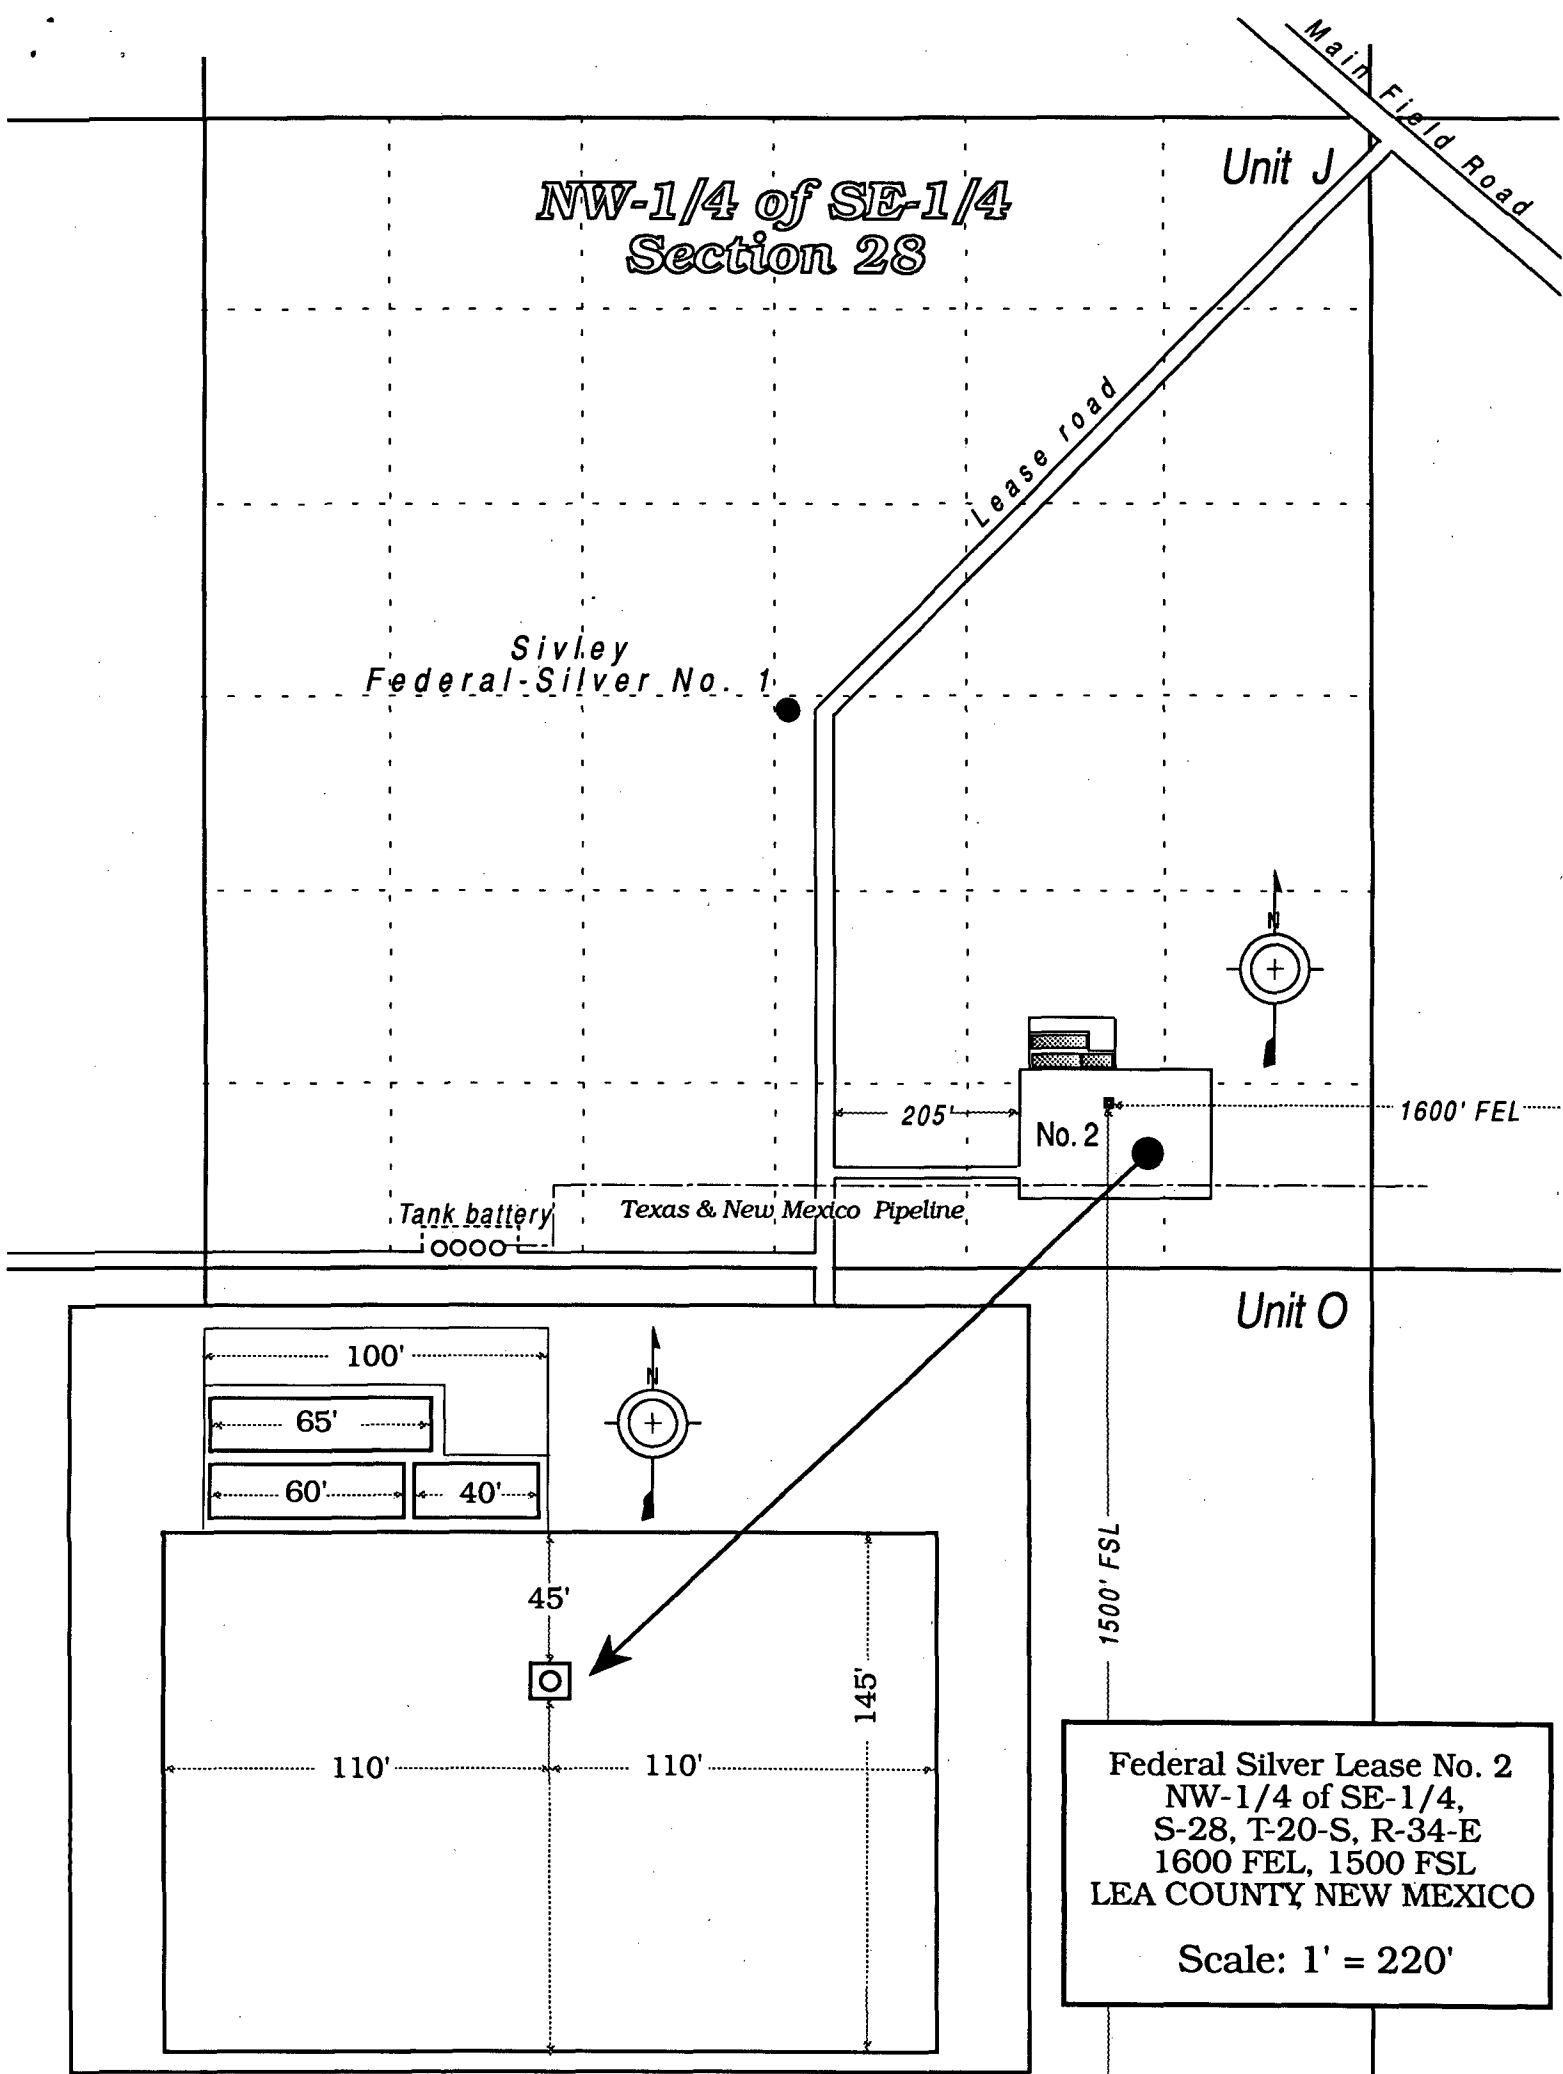 Main Field Road
Unit J
NW-1/4 of SE-1/4
Section 28
Lease road
Sivley
Federal-Silver No. 1
N
205'
1600' FEL
No. 2
Tank battery
Texas & New Mexico Pipeline
Unit O
100'
N
65'
60'
40'
45'
1500' FSL
145'
110'
110'
Federal Silver Lease No. 2
NW-1/4 of SE-1/4,
S-28, T-20-S, R-34-E
1600 FEL, 1500 FSL
LEA COUNTY, NEW MEXICO
Scale: 1' = 220'